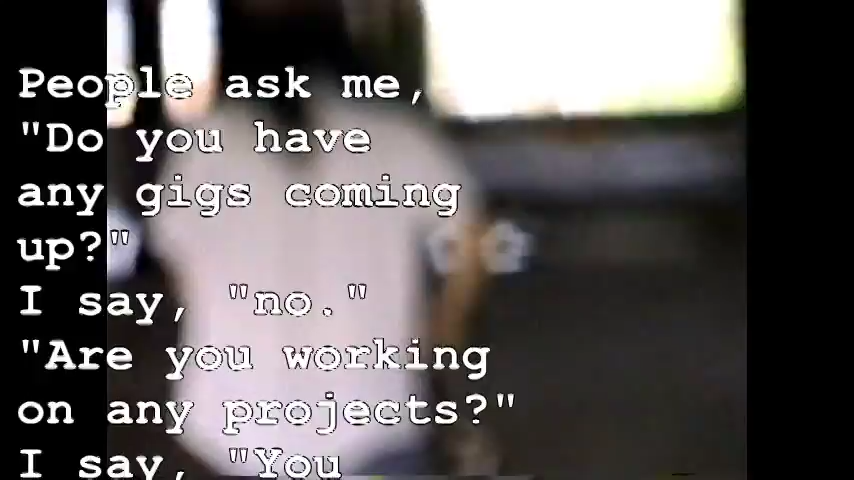 People ask me,
"Do you have
any gigs coming
up?"
I say, "no."
"Are you working
on any projects?"
I say, "You